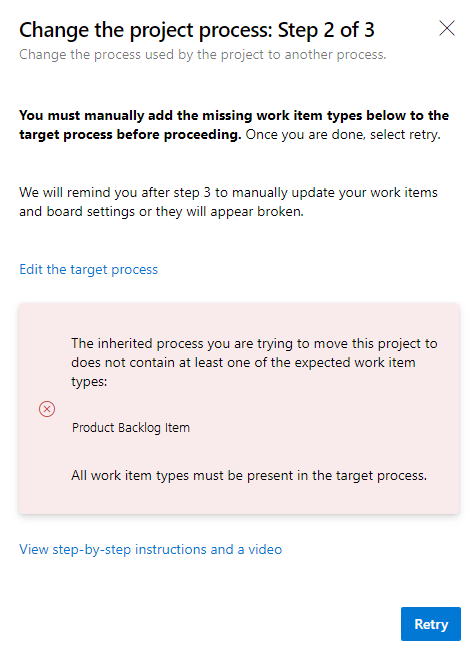 Change the project process: Step 2 of 3
Change the process used by the project to another process.
You must manually add the missing work item types below to the
target process before proceeding. Once you are done, select retry.
We will remind you after step 3 to manually update your work items
and board settings or they will appear broken.
Edit the target process
The inherited process you are trying to move this project to
does not contain at least one of the expected work item
types:
Product Backlog Item
All work item types must be present in the target process.
View step-by-step instructions and a video
Retry